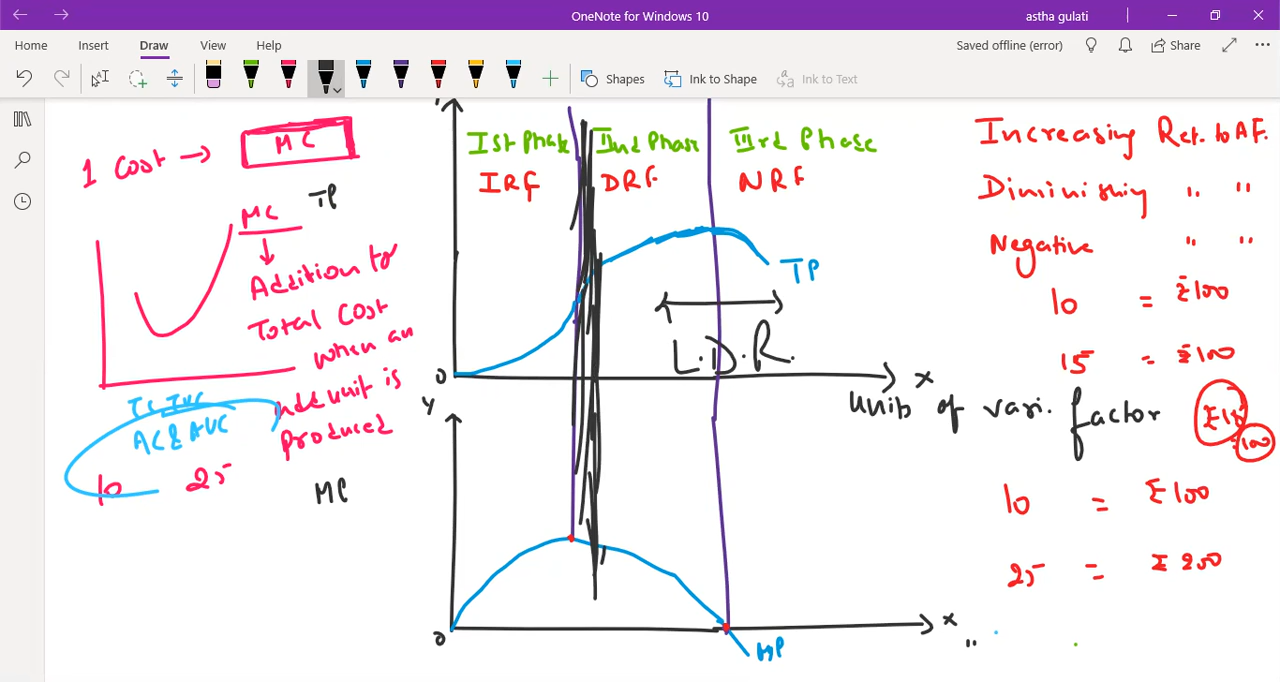 OneNote for Windows 10
astha gulati
Home Insert Draw View Help
Saved offline (error)
Share
Shapes
Ink to Shape
Ink to Text
1 Cost → MC
TP
MC
Addition to
Total Cost
when an
add unit is
produced
TC TVC
AC & AVC
10 25
MC
Ist Phase IInd Phase IIIrd Phase
IRF DRF NRF
TP
L.D.R.
0 X
Units of vari. factor
Y
0 X
MP
"
Increasing Ret. to A F.
Diminishing " "
Negative " "
10 = ₹100
15 = ₹100
100
10 = ₹100
25 = ₹200